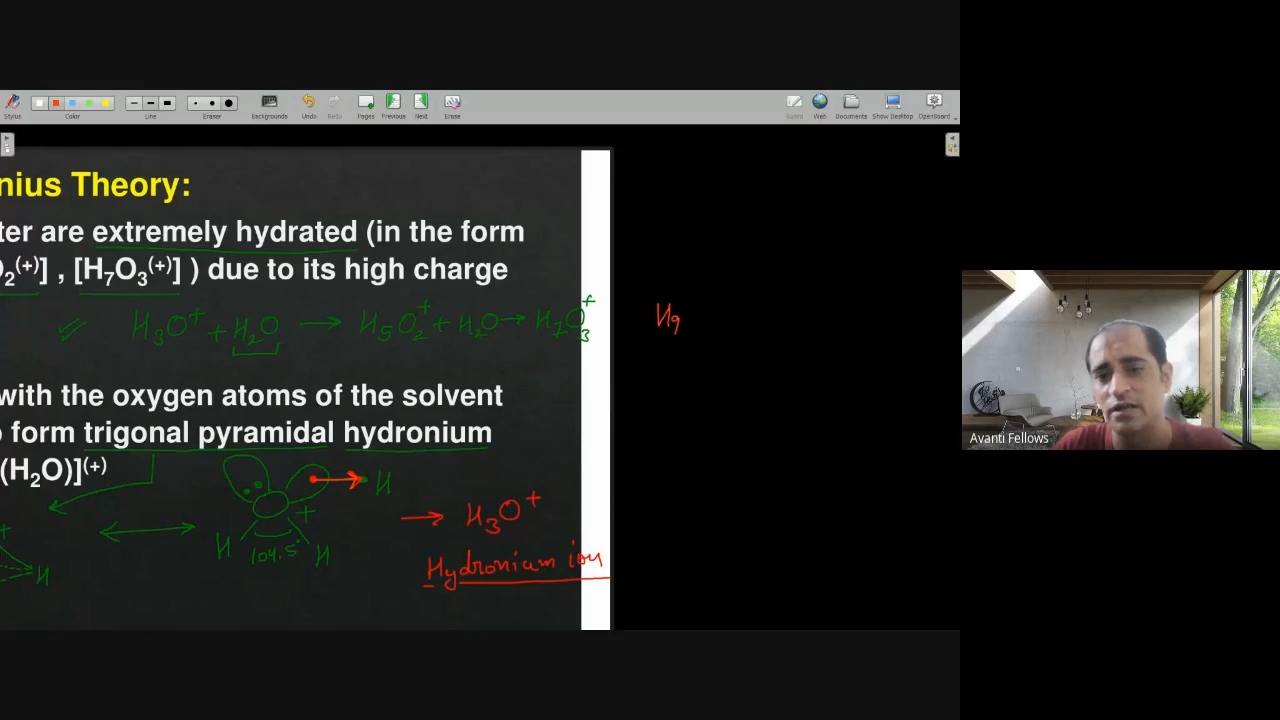 Stylus Color Line Eraser Backgrounds Undo Redo Pages Previous Next Erase Board Web Documents Show Desktop OpenBoard
nius Theory:
ter are extremely hydrated (in the form
O₂⁽⁺⁾] , [H₇O₃⁽⁺⁾] ) due to its high charge
H₃O⁺ + H₂O → H₅O₂⁺ + H₂O → H₇O₃⁺
H9
with the oxygen atoms of the solvent
o form trigonal pyramidal hydronium
(H₂O)]⁽⁺⁾
H
+
→ H₃O⁺
+
H 104.5° H
H
Hydronium ion
Avanti Fellows